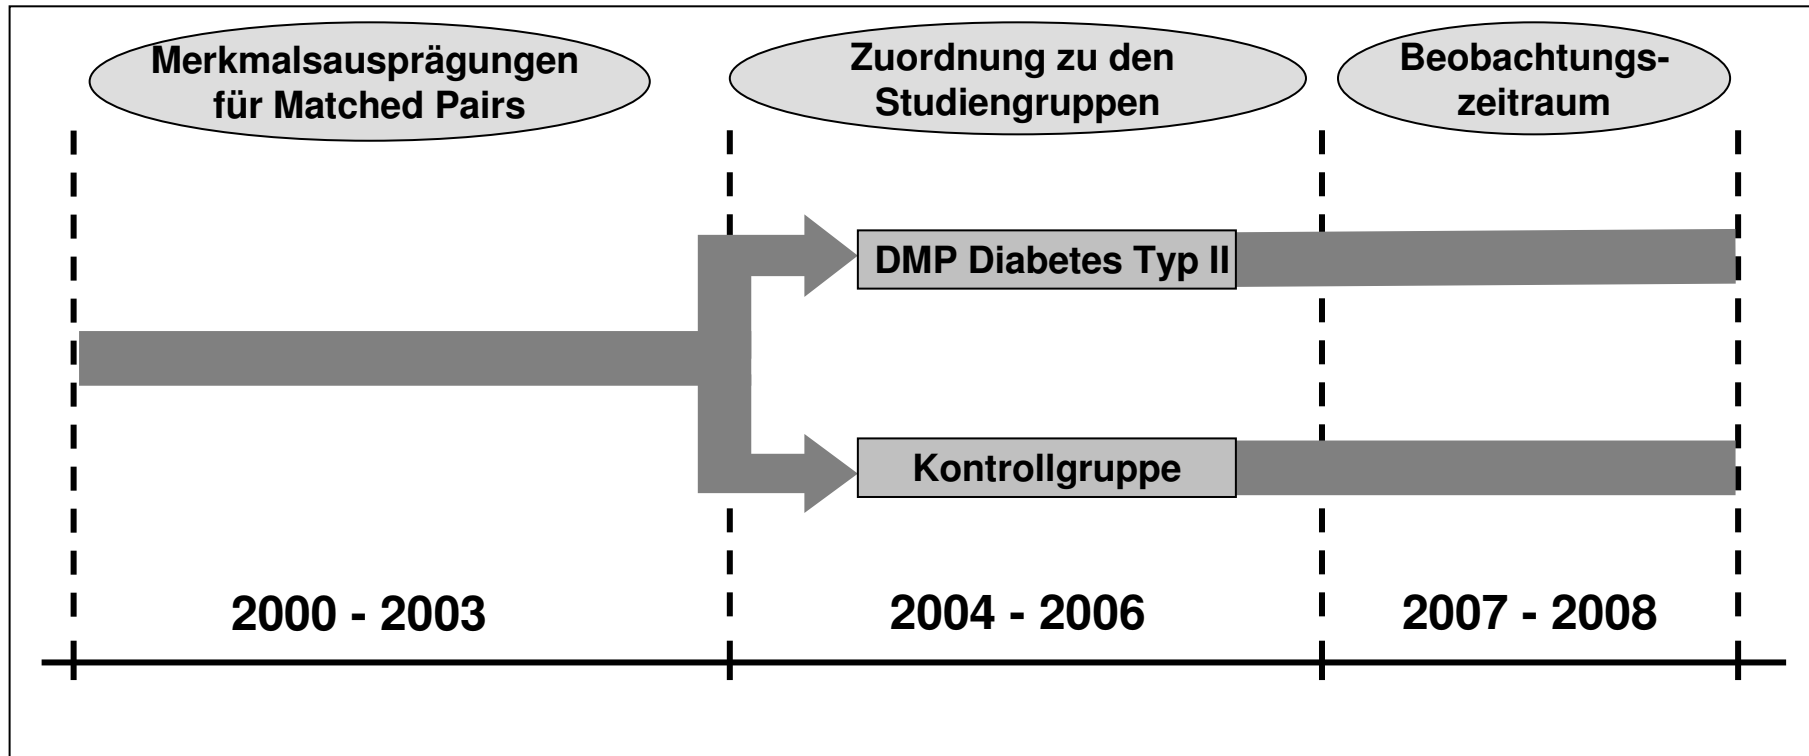 Merkmalsausprägungen
für Matched Pairs
Zuordnung zu den
Studiengruppen
Beobachtungs-
zeitraum
DMP Diabetes Typ II
Kontrollgruppe
2000 - 2003
2004 - 2006
2007 - 2008